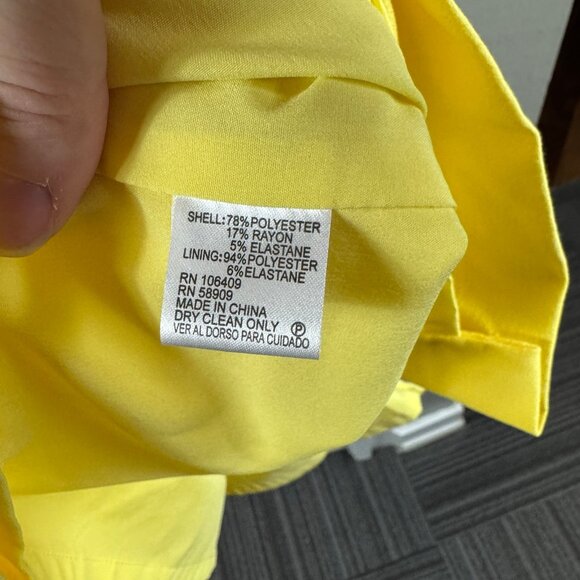 SHELL:78%POLYESTER
17% RAYON
5% ELASTANE
LINING:94%POLYESTER
6%ELASTANE
RN 106409
RN 58909
MADE IN CHINA
DRY CLEAN ONLY Ⓟ
VER AL DORSO PARA CUIDADO